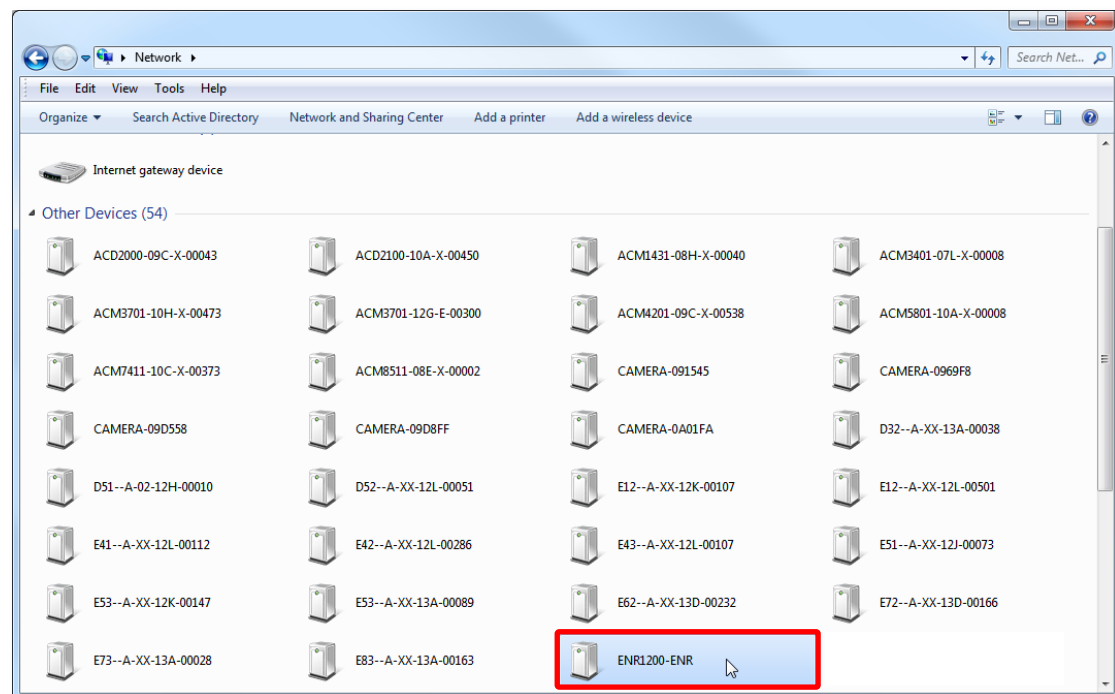 Network
Search Net...
File Edit View Tools Help
Organize Search Active Directory Network and Sharing Center Add a printer Add a wireless device
Internet gateway device
Other Devices (54)
ACD2000-09C-X-00043 ACD2100-10A-X-00450 ACM1431-08H-X-00040 ACM3401-07L-X-00008
ACM3701-10H-X-00473 ACM3701-12G-E-00300 ACM4201-09C-X-00538 ACM5801-10A-X-00008
ACM7411-10C-X-00373 ACM8511-08E-X-00002 CAMERA-091545 CAMERA-0969F8
CAMERA-09D558 CAMERA-09D8FF CAMERA-0A01FA D32--A-XX-13A-00038
D51--A-02-12H-00010 D52--A-XX-12L-00051 E12--A-XX-12K-00107 E12--A-XX-12L-00501
E41--A-XX-12L-00112 E42--A-XX-12L-00286 E43--A-XX-12L-00107 E51--A-XX-12J-00073
E53--A-XX-12K-00147 E53--A-XX-13A-00089 E62--A-XX-13D-00232 E72--A-XX-13D-00166
E73--A-XX-13A-00028 E83--A-XX-13A-00163 ENR1200-ENR